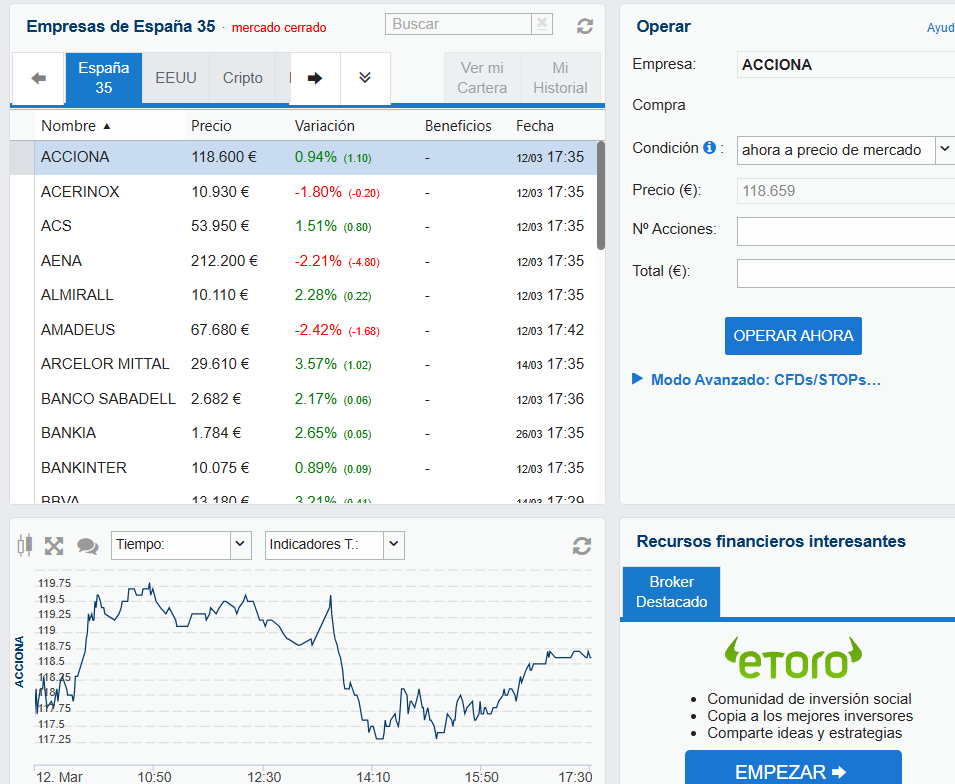 Empresas de España 35 · mercado cerrado
Buscar
España 35
EEUU
Cripto
Ver mi Cartera
Mi Historial
Nombre ▲ Precio Variación Beneficios Fecha
ACCIONA 118.600 € 0.94% (1.10) - 12/03 17:35
ACERINOX 10.930 € -1.80% (-0.20) - 12/03 17:35
ACS 53.950 € 1.51% (0.80) - 12/03 17:35
AENA 212.200 € -2.21% (-4.80) - 12/03 17:35
ALMIRALL 10.110 € 2.28% (0.22) - 12/03 17:35
AMADEUS 67.680 € -2.42% (-1.68) - 12/03 17:42
ARCELOR MITTAL 29.610 € 3.57% (1.02) - 14/03 17:35
BANCO SABADELL 2.682 € 2.17% (0.06) - 12/03 17:36
BANKIA 1.784 € 2.65% (0.05) - 26/03 17:35
BANKINTER 10.075 € 0.89% (0.09) - 12/03 17:35
BBVA 13.180 € 3.21% (0.41) - 14/03 17:29
Operar
Ayud
Empresa: ACCIONA
Compra
Condición : ahora a precio de mercado
Precio (€): 118.659
Nº Acciones:
Total (€):
OPERAR AHORA
Modo Avanzado: CFDs/STOPs...
Tiempo:
Indicadores T.:
119.75
119.5
119.25
119
118.75
118.5
118.25
118
117.75
117.5
117.25
ACCIONA
12. Mar 10:50 12:30 14:10 15:50 17:30
Recursos financieros interesantes
Broker
Destacado
eToro
• Comunidad de inversión social
• Copia a los mejores inversores
• Comparte ideas y estrategias
EMPEZAR